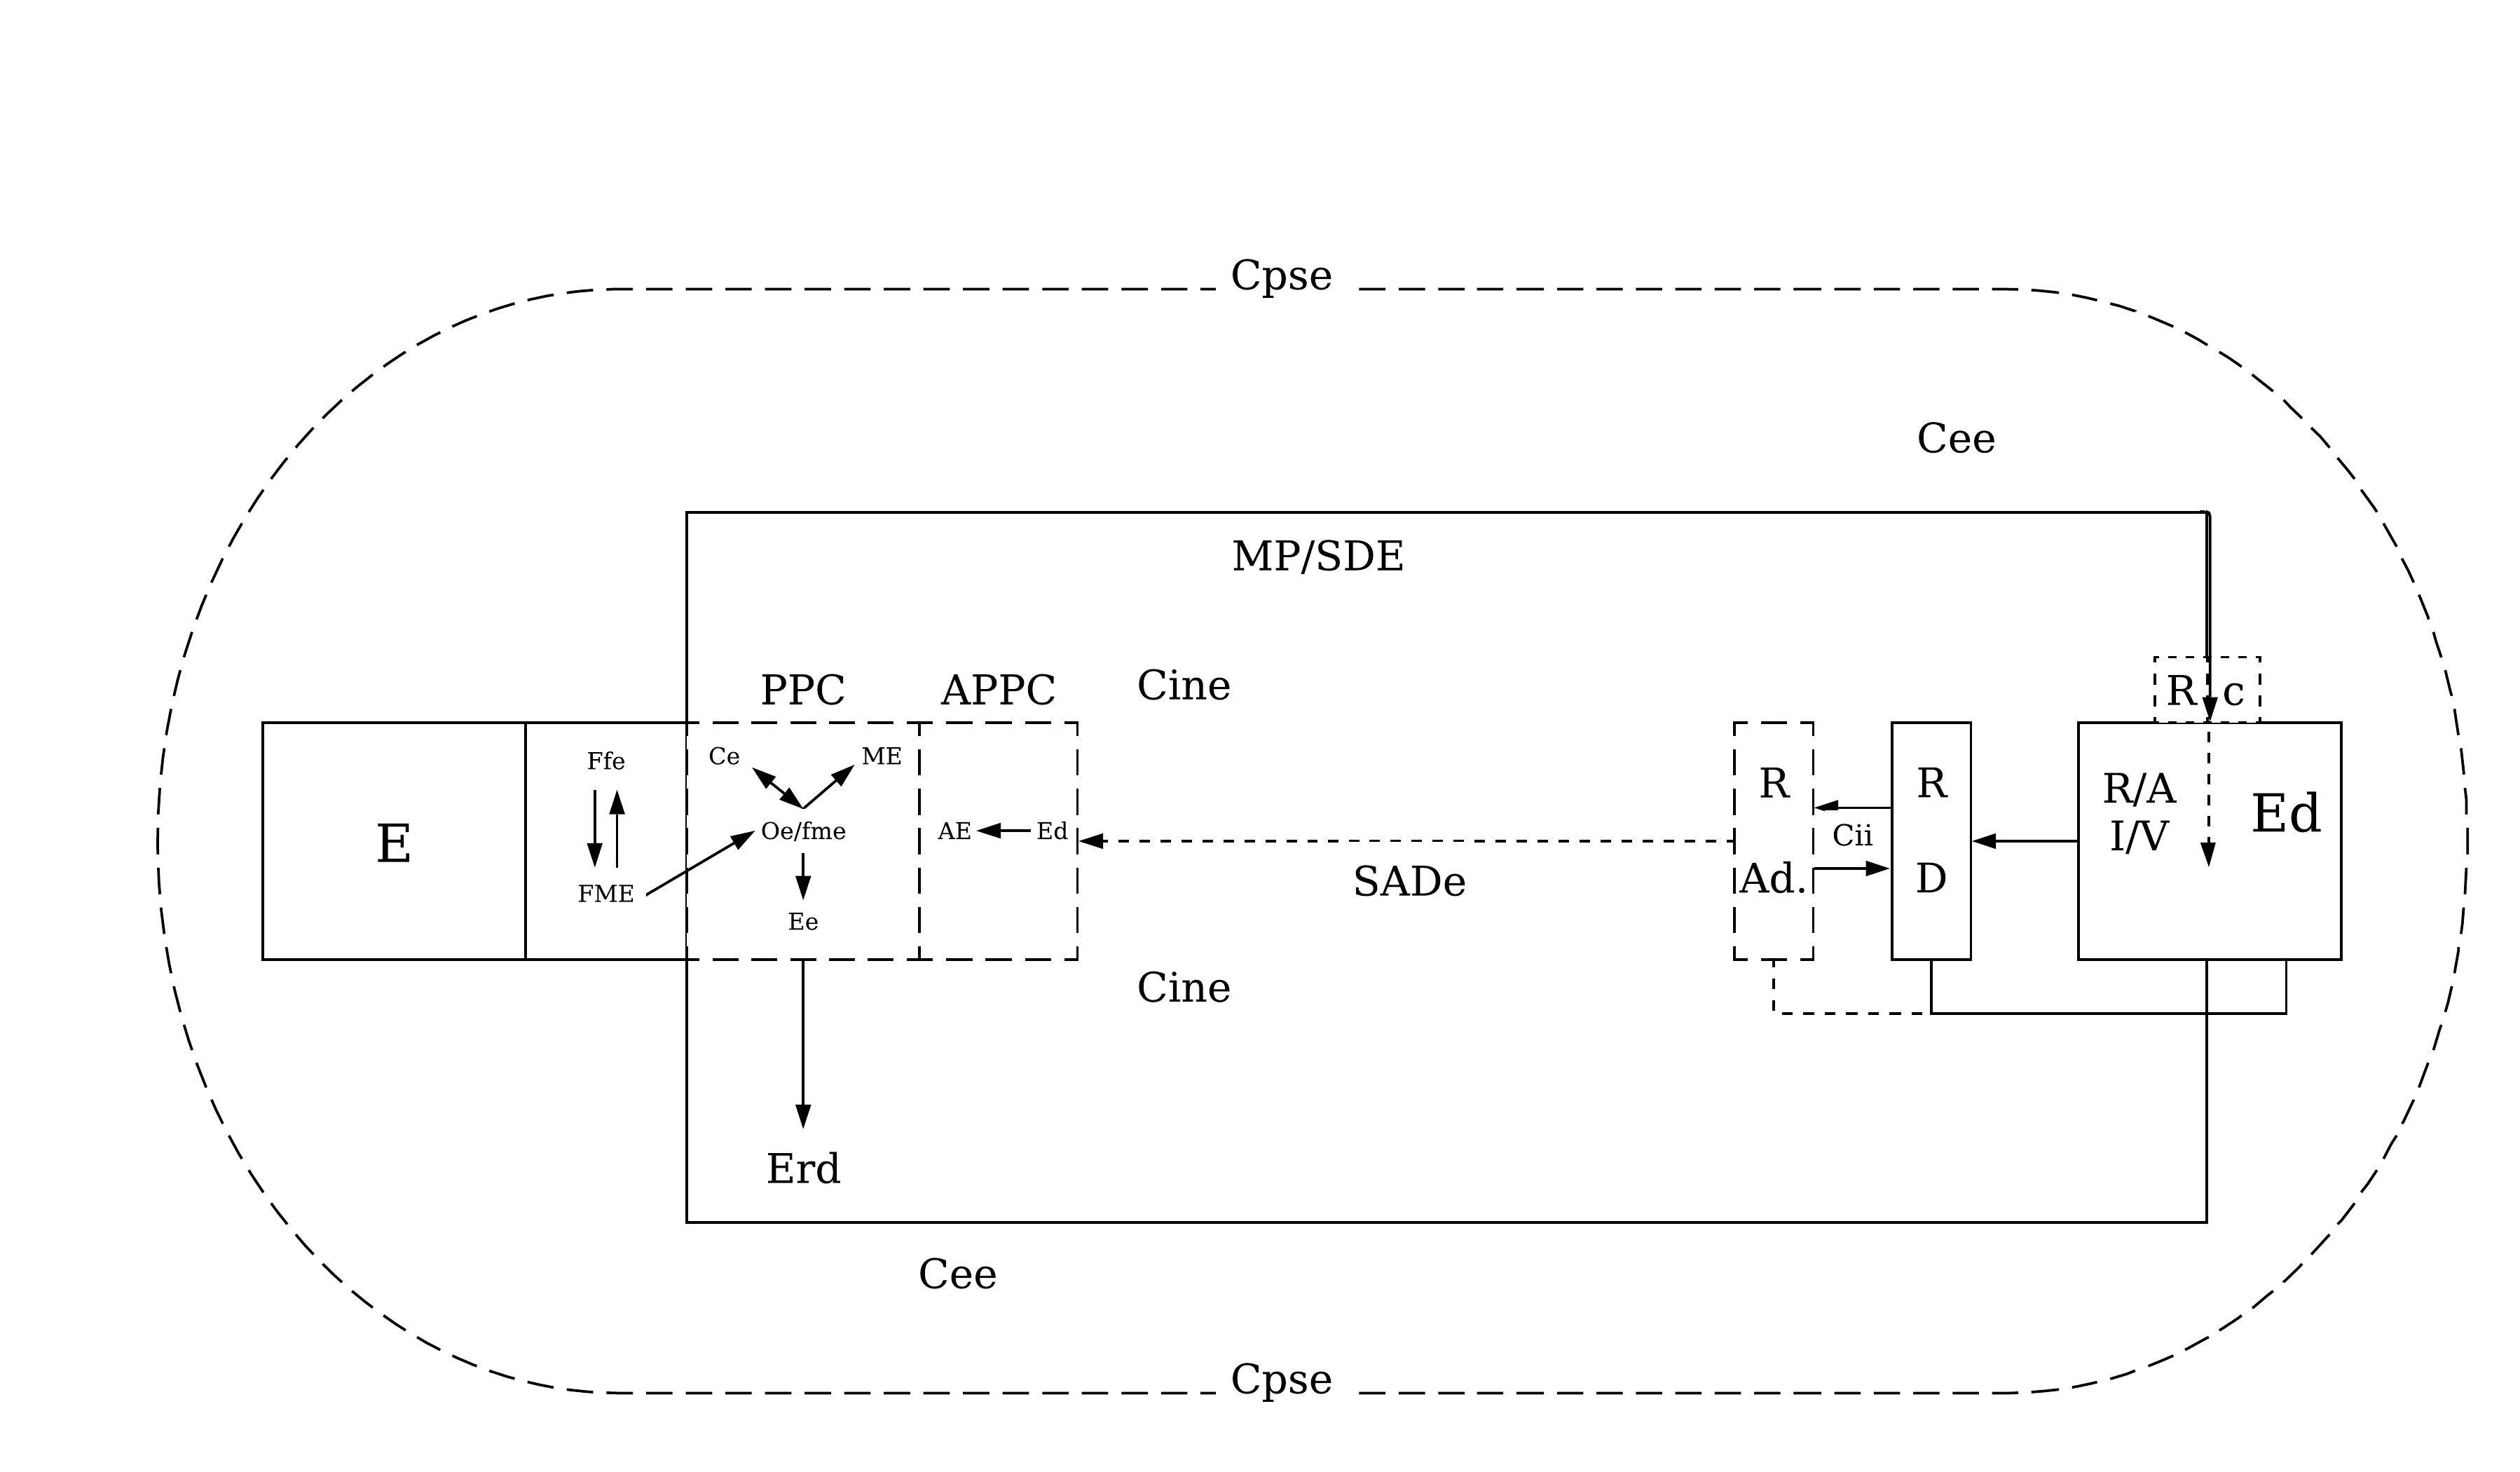 Cpse
Cee
MP/SDE
PPC
APPC
Cine
R c
E
Ffe
FME
Ce
ME
Oe/fme
Ee
AE
Ed
SADe
R
Ad.
Cii
R
D
R/A
I/V
Ed
Cine
Erd
Cee
Cpse